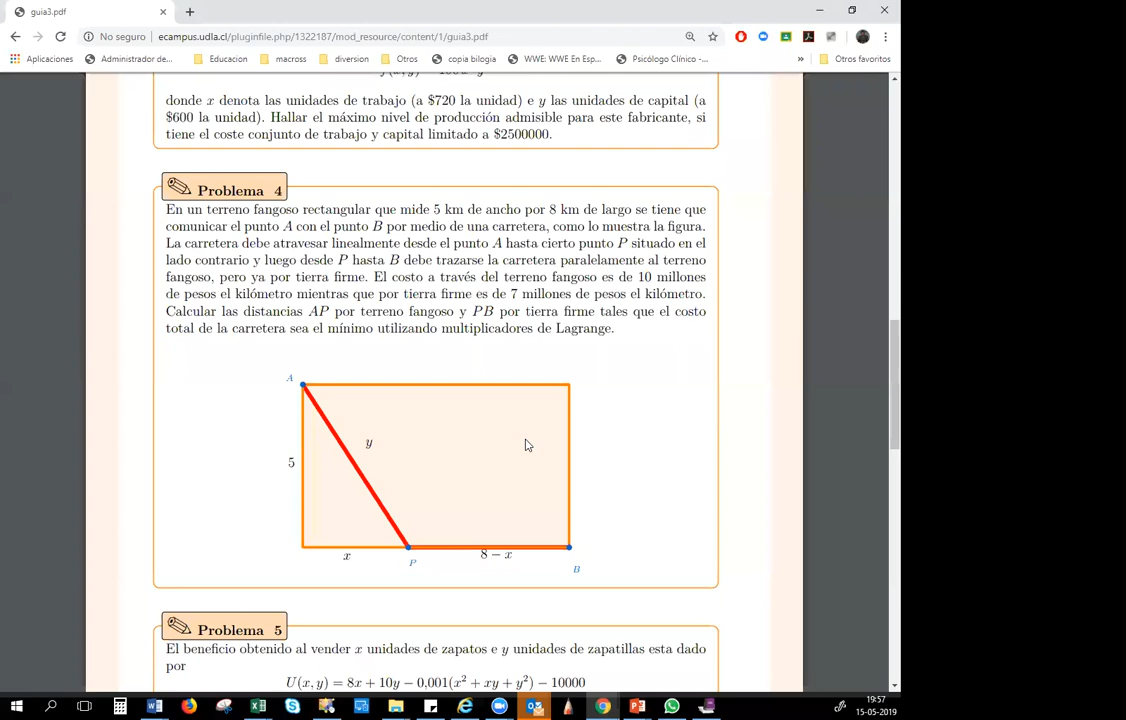 guia3.pdf
No seguro | ecampus.udla.cl/pluginfile.php/1322187/mod_resource/content/1/guia3.pdf
Aplicaciones Administrador de... Educacion macross diversion Otros copia bilogia WWE: WWE En Esp... Psicólogo Clínico -... » Otros favoritos
donde x denota las unidades de trabajo (a $720 la unidad) e y las unidades de capital (a
$600 la unidad). Hallar el máximo nivel de producción admisible para este fabricante, si
tiene el coste conjunto de trabajo y capital limitado a $2500000.
Problema 4
En un terreno fangoso rectangular que mide 5 km de ancho por 8 km de largo se tiene que
comunicar el punto A con el punto B por medio de una carretera, como lo muestra la figura.
La carretera debe atravesar linealmente desde el punto A hasta cierto punto P situado en el
lado contrario y luego desde P hasta B debe trazarse la carretera paralelamente al terreno
fangoso, pero ya por tierra firme. El costo a través del terreno fangoso es de 10 millones
de pesos el kilómetro mientras que por tierra firme es de 7 millones de pesos el kilómetro.
Calcular las distancias AP por terreno fangoso y PB por tierra firme tales que el costo
total de la carretera sea el mínimo utilizando multiplicadores de Lagrange.
A
y
5
x
8 − x
P
B
Problema 5
El beneficio obtenido al vender x unidades de zapatos e y unidades de zapatillas esta dado
por
U(x, y) = 8x + 10y − 0,001(x² + xy + y²) − 10000
19:57
15-05-2019